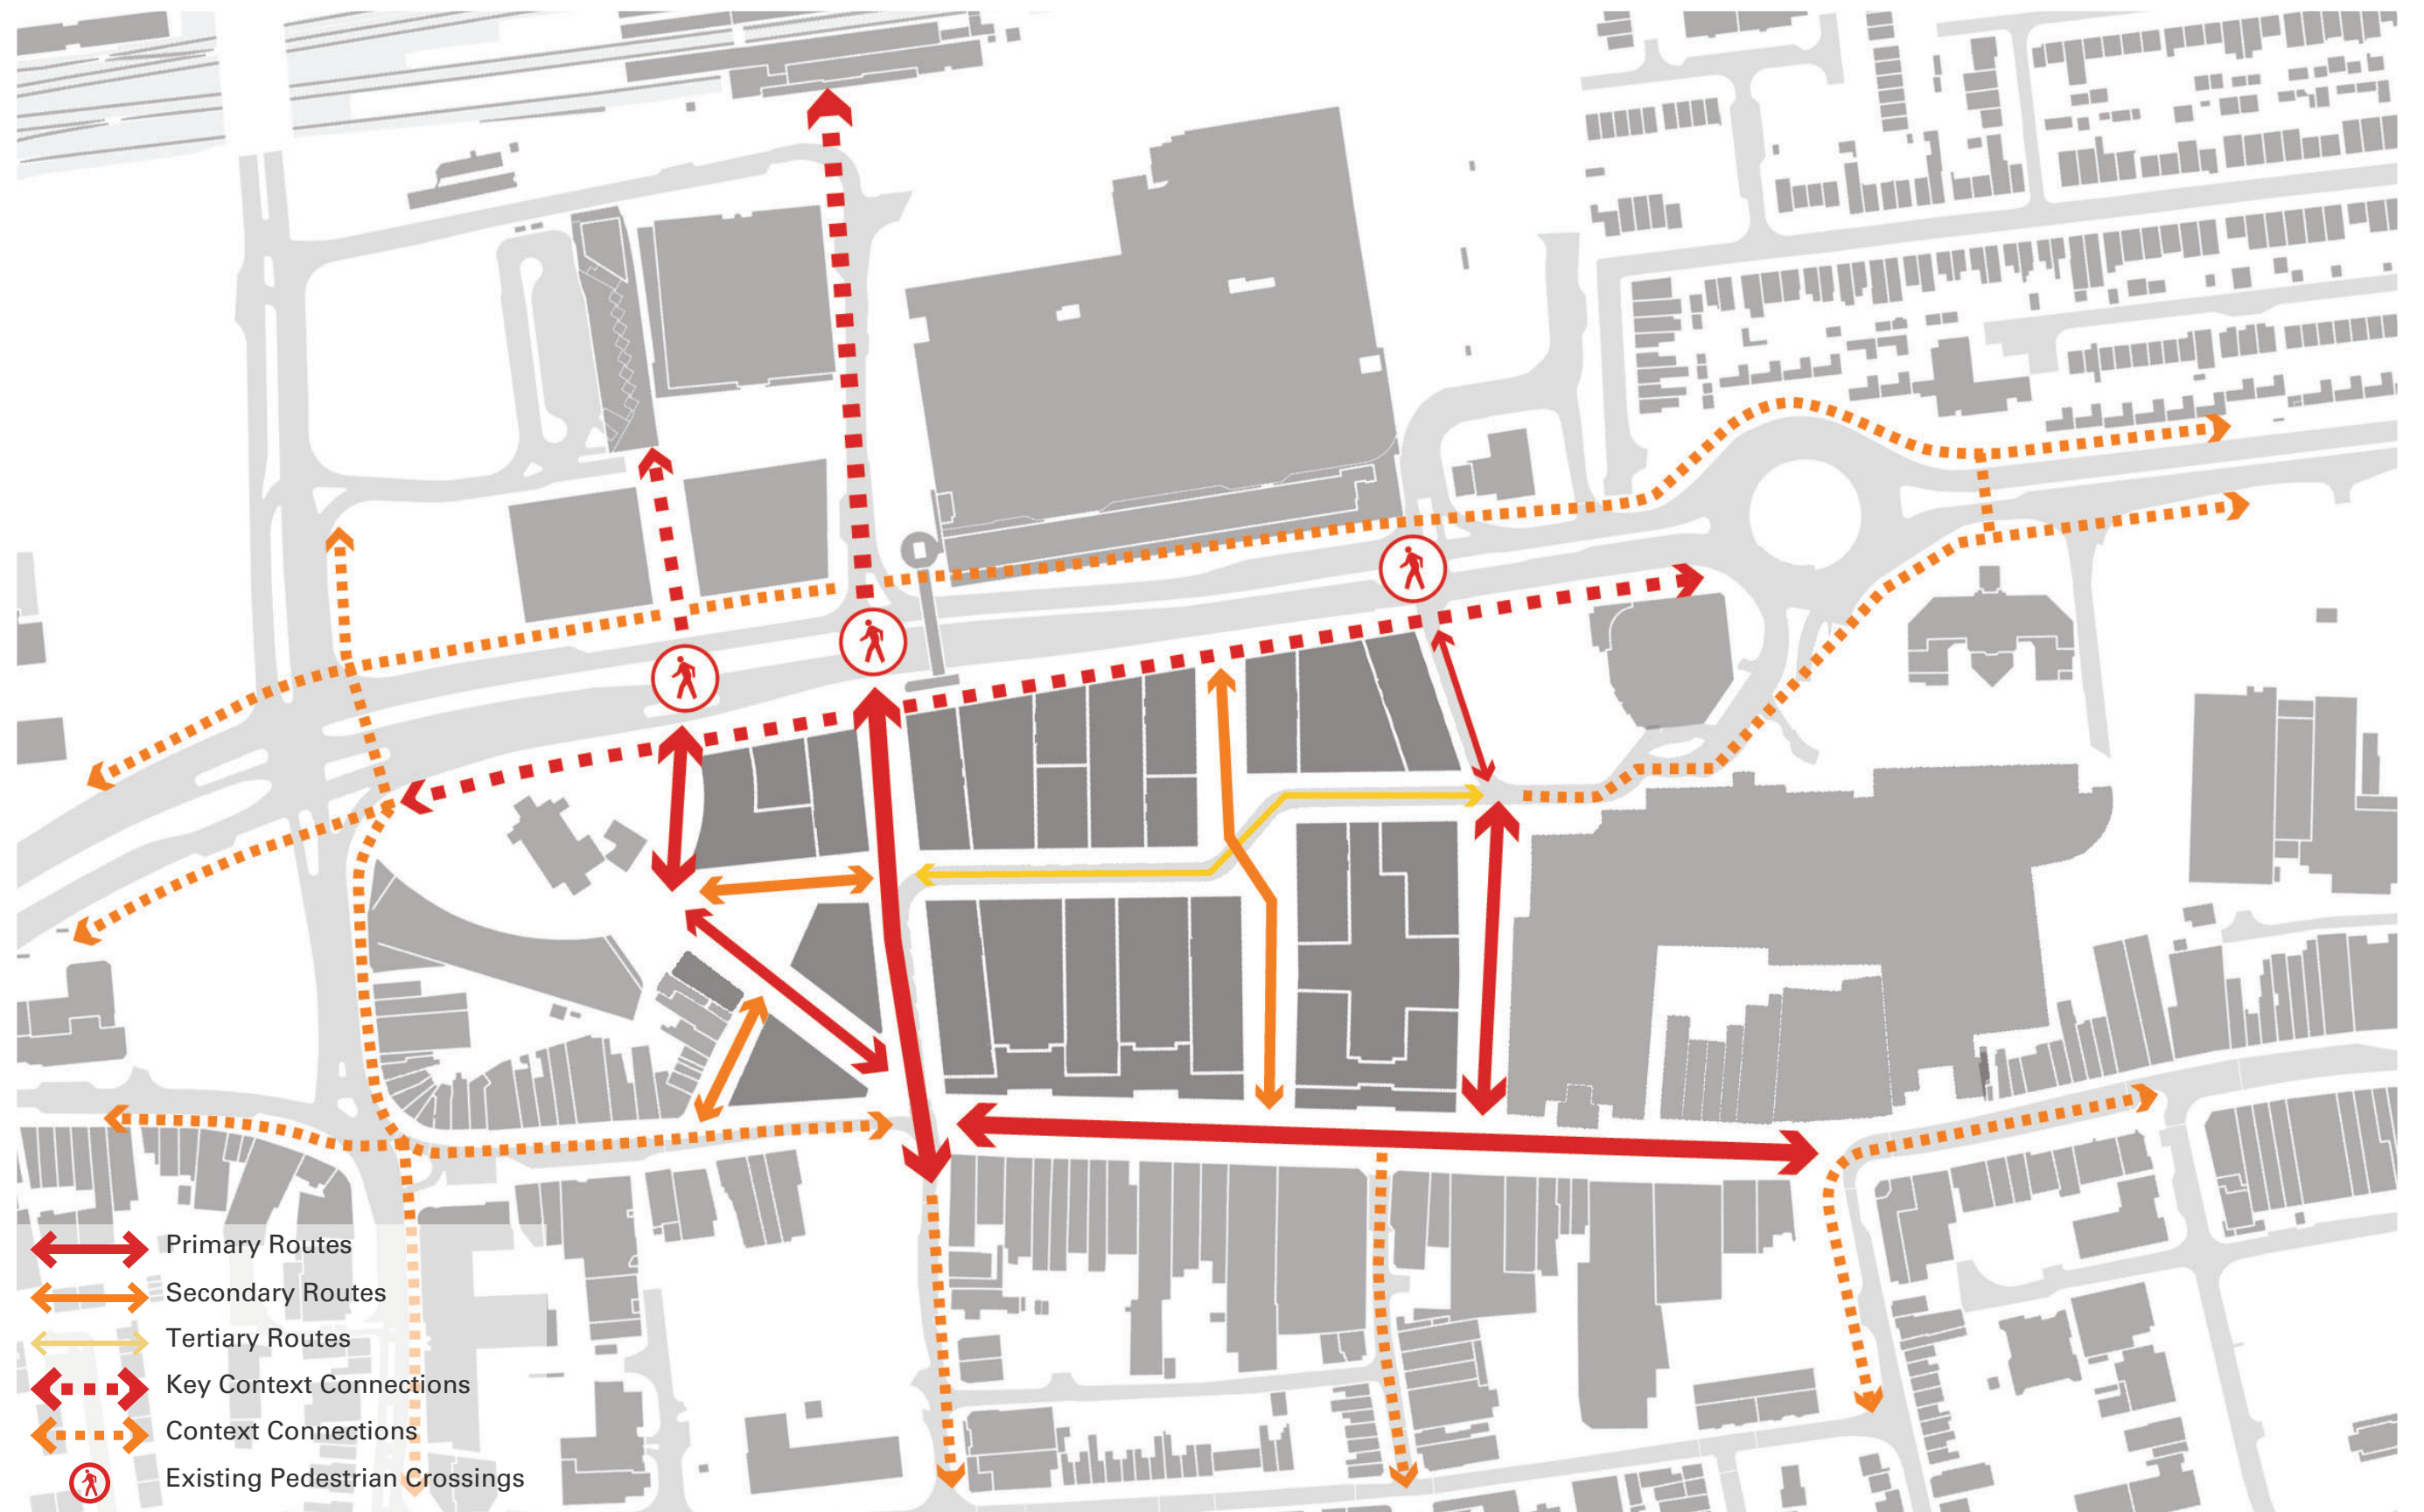 Primary Routes
Secondary Routes
Tertiary Routes
Key Context Connections
Context Connections
Existing Pedestrian Crossings